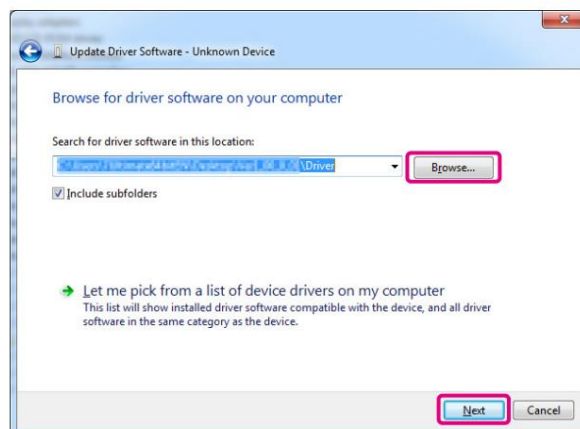 Update Driver Software - Unknown Device
Browse for driver software on your computer
Search for driver software in this location:
\Driver
Browse...
Include subfolders
Let me pick from a list of device drivers on my computer
This list will show installed driver software compatible with the device, and all driver
software in the same category as the device.
Next
Cancel